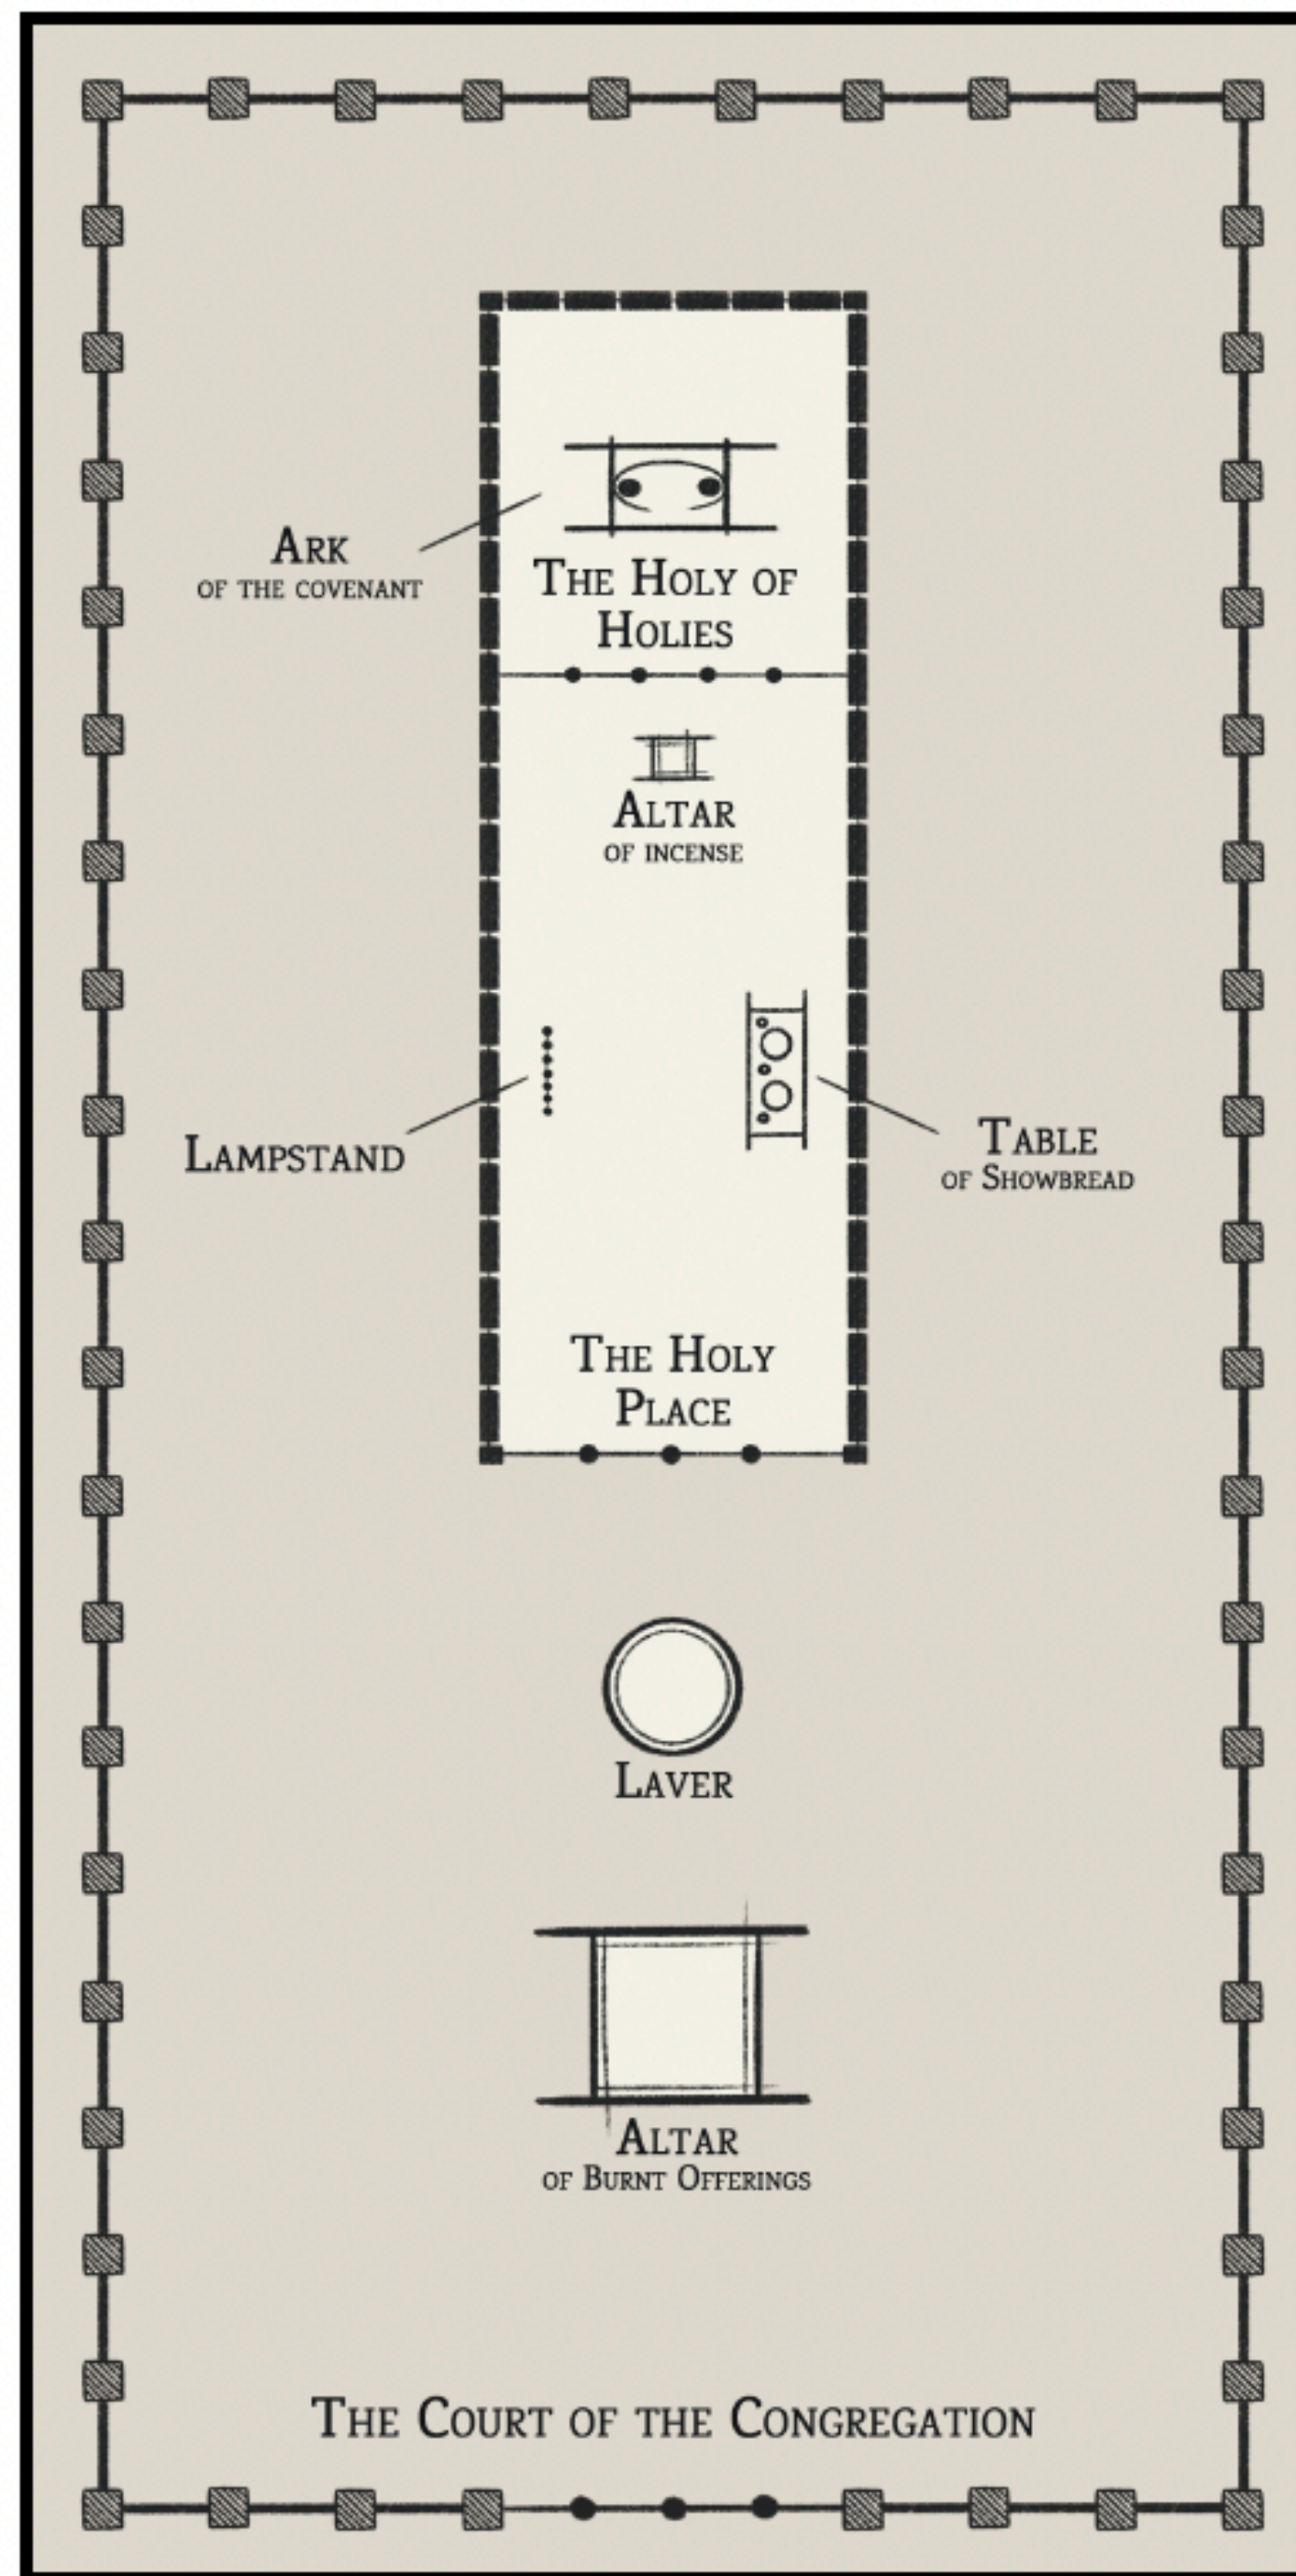 Ark
of the covenant
The Holy of
Holies
Altar
of incense
Lampstand
Table
of Showbread
The Holy
Place
Laver
Altar
of Burnt Offerings
The Court of the Congregation